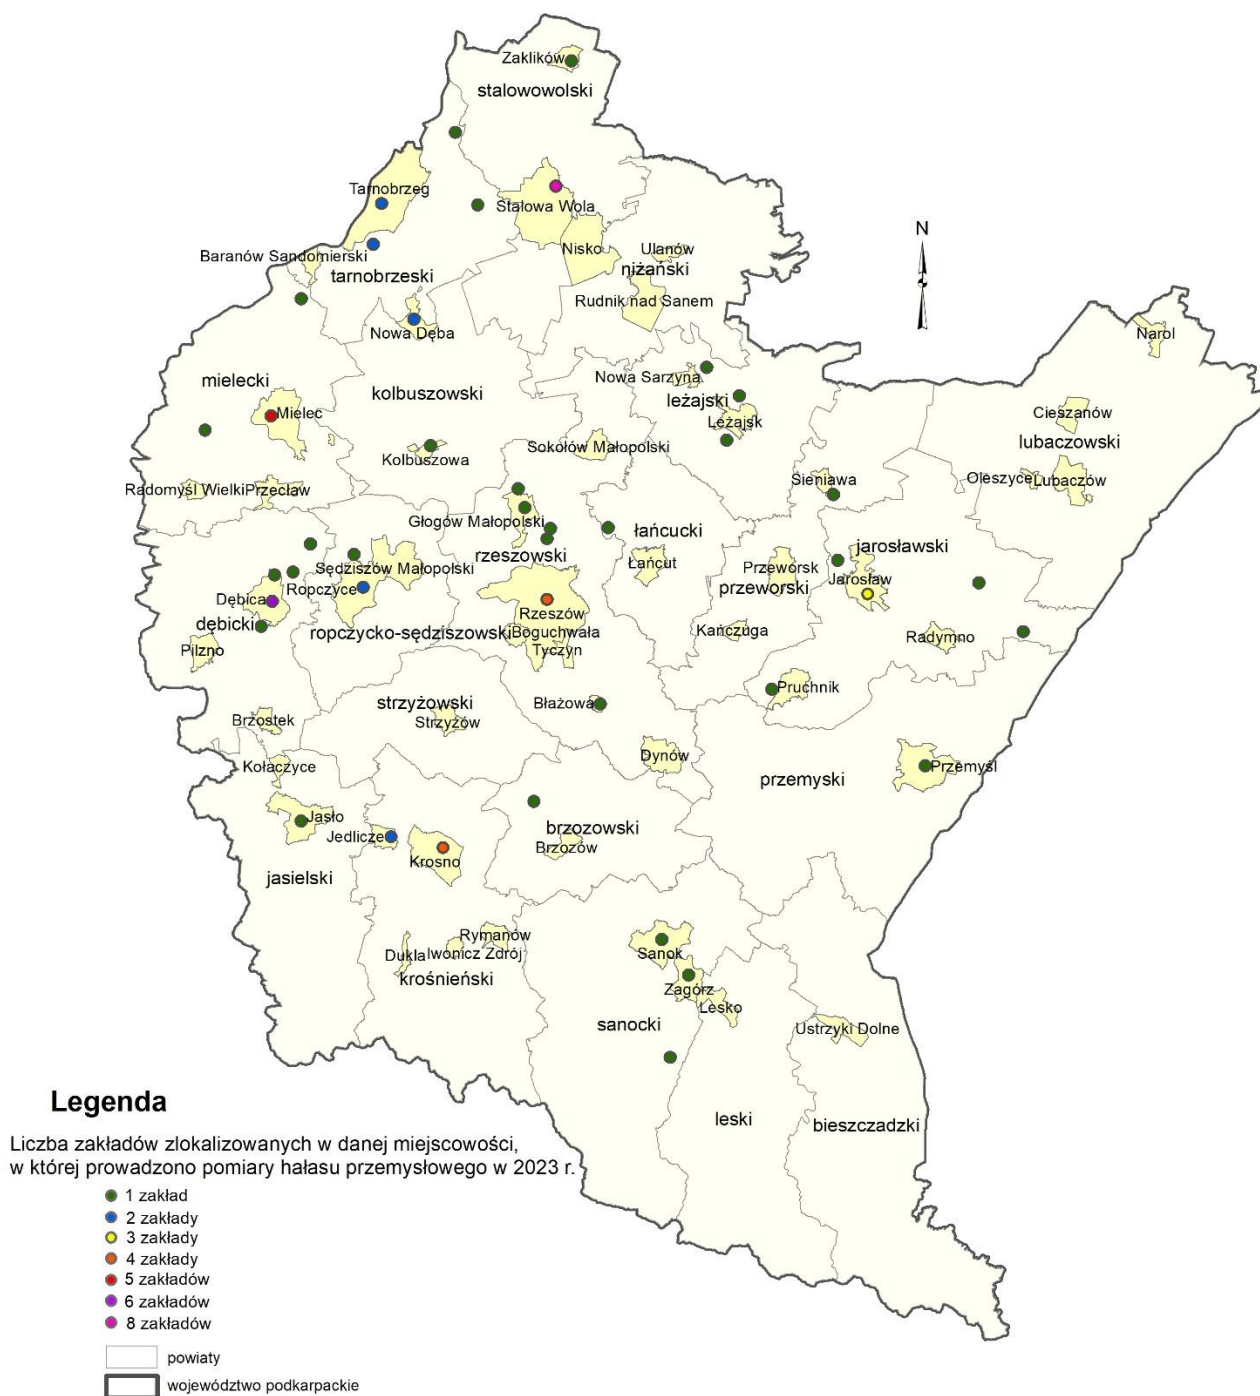 Zaklików
stalowowolski
Tarnobrzeg
Stalowa Wola
N
Baranów Sandomierski
Nisko
Ulanów
niżański
tarnobrzeski
Rudnik nad Sanem
Nowa Dęba
Narol
mielecki
Nowa Sarzyna
kolbuszowski
leżajski
Mielec
Leżajsk
Cieszanów
lubaczowski
Kolbuszowa
Sokołów Małopolski
Sieniawa
Oleszyce
Lubaczów
Radomyśl Wielki
Przecław
Głogów Małopolski
łańcucki
rzeszowski
jarosławski
Sędziszów Małopolski
Łańcut
Przeworsk
Jarosław
Ropczyce
przeworski
Dębica
Rzeszów
dębicki
ropczycko-sędziszowski
Boguchwała
Kańczuga
Radymno
Pilzno
Tyczyn
Pruchnik
strzyżowski
Błażowa
Brzostek
Strzyżów
Kołaczyce
Dynów
przemyski
Przemyśl
Jasło
Jedlicze
brzozowski
Krosno
Brzozów
jasielski
Rymanów
Dukla
Iwonicz Zdrój
Sanok
krośnieński
Zagórz
Lesko
sanocki
Ustrzyki Dolne
leski
bieszczadzki
Legenda
Liczba zakładów zlokalizowanych w danej miejscowości,
w której prowadzono pomiary hałasu przemysłowego w 2023 r.
1 zakład
2 zakłady
3 zakłady
4 zakłady
5 zakładów
6 zakładów
8 zakładów
powiaty
województwo podkarpackie